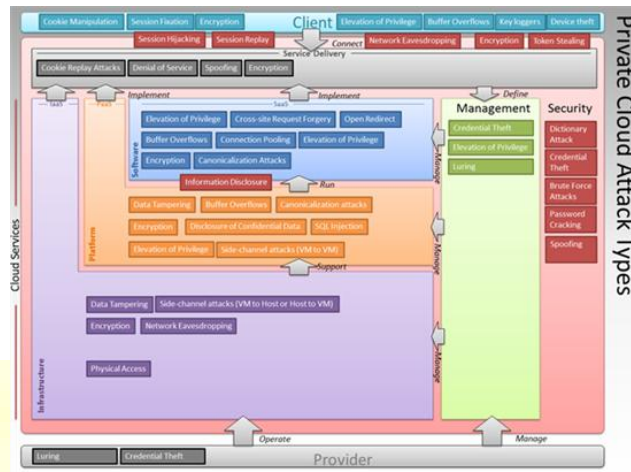 Cookie Manipulation
Session Fixation
Encryption
Client
Elevation of Privilege
Buffer Overflows
Key loggers
Device theft
Session Hijacking
Session Replay
Connect
Network Eavesdropping
Encryption
Token Stealing
Service Delivery
Cookie Replay Attacks
Denial of Service
Spoofing
Encryption
IaaS
PaaS
Implement
Implement
Define
SaaS
Elevation of Privilege
Cross-site Request Forgery
Open Redirect
Buffer Overflows
Connection Pooling
Elevation of Privilege
Encryption
Canonicalization Attacks
Software
Information Disclosure
Run
Data Tampering
Buffer Overflows
Canonicalization attacks
Encryption
Disclosure of Confidential Data
SQL Injection
Elevation of Privilege
Side-channel attacks (VM to VM)
Platform
Support
Data Tampering
Side-channel attacks (VM to Host or Host to VM)
Encryption
Network Eavesdropping
Physical Access
Infrastructure
Cloud Services
Manage
Manage
Manage
Management
Credential Theft
Elevation of Privilege
Luring
Security
Dictionary
Attack
Credential
Theft
Brute Force
Attacks
Password
Cracking
Spoofing
Private Cloud Attack Types
Operate
Manage
Luring
Credential Theft
Provider